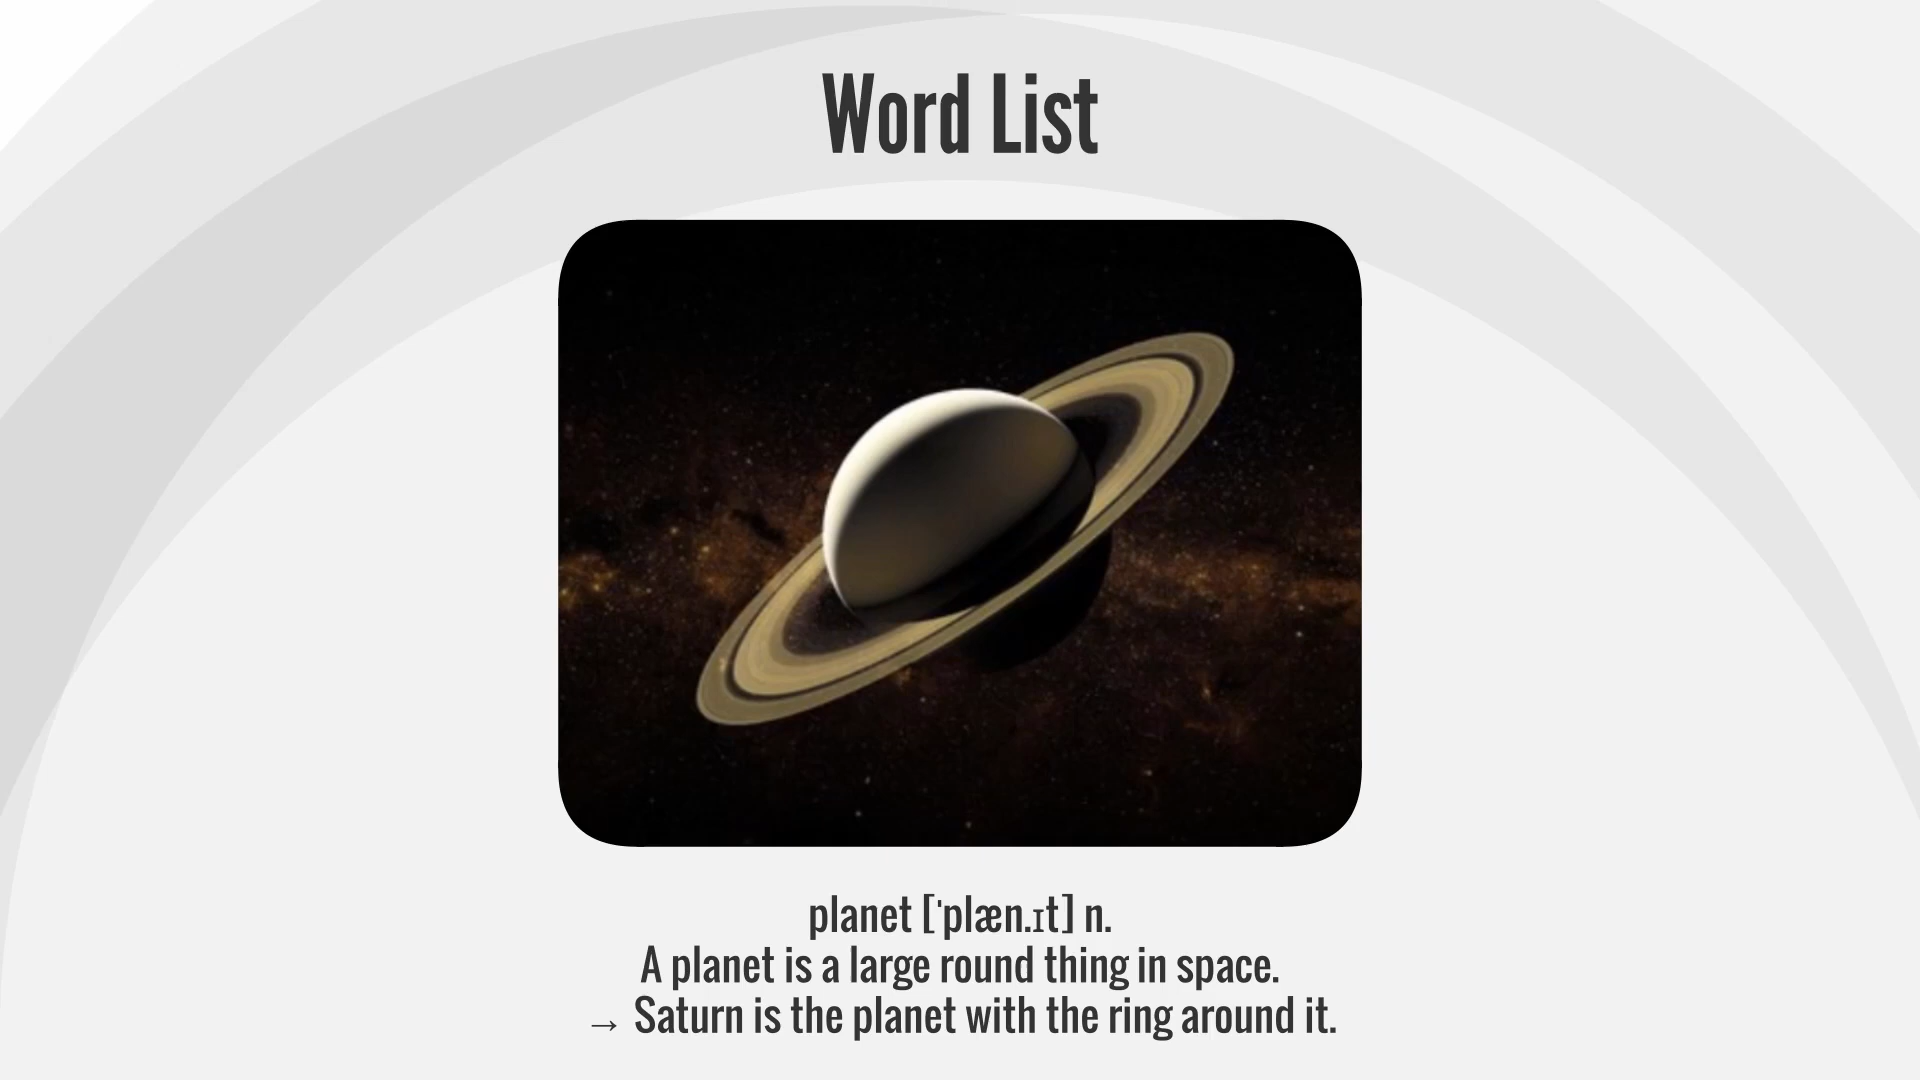 Word List
planet [ˈplæn.ɪt] n.
A planet is a large round thing in space.
→ Saturn is the planet with the ring around it.